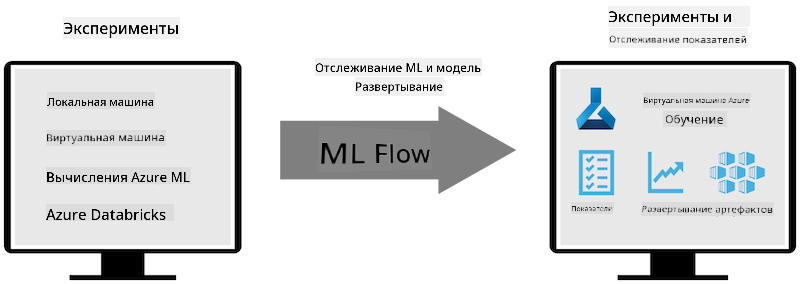 Эксперименты
Локальная машина
Виртуальная машина
Вычисления Azure ML
Azure Databricks
Отслеживание ML и модель
Развертывание
ML Flow
Эксперименты и
Отслеживание показателей
Виртуальная машина Azure
Обучение
Показатели
Развертывание артефактов